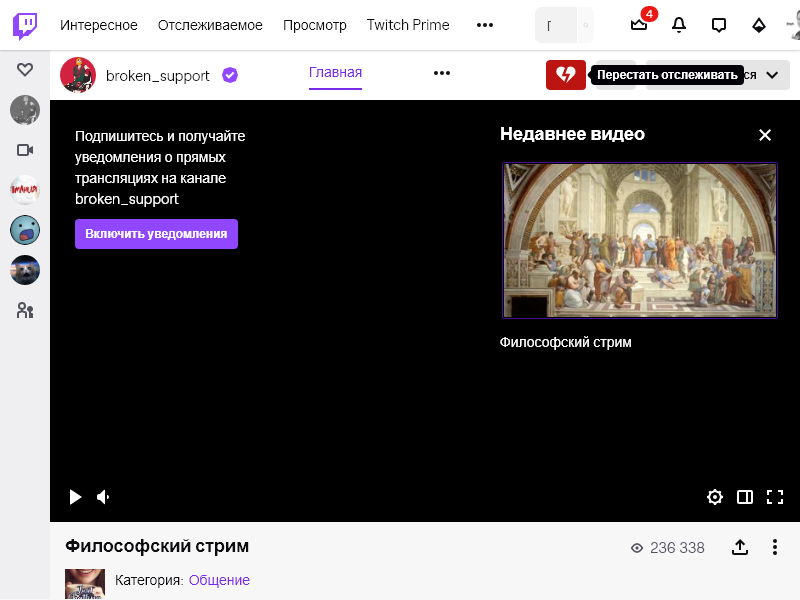 Интересное Отслеживаемое Просмотр Twitch Prime
4
broken_support
Главная
Перестать отслеживать
ся
Подпишитесь и получайте
уведомления о прямых
трансляциях на канале
broken_support
Включить уведомления
Недавнее видео
Философский стрим
Философский стрим
236 338
Категория: Общение